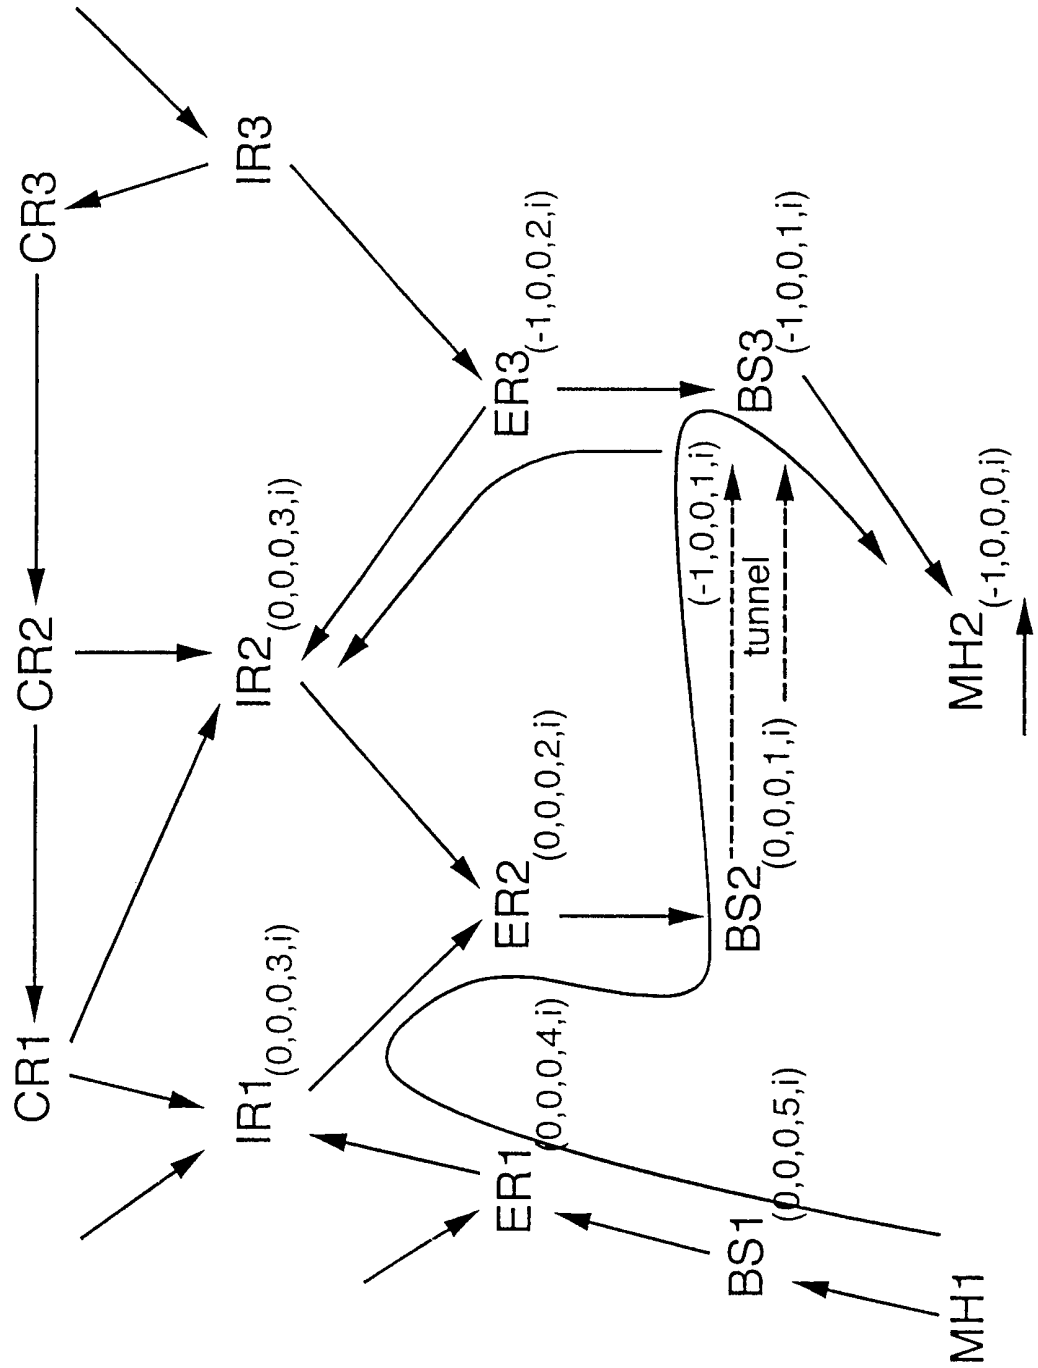 CR1
CR2
CR3
IR1(0,0,0,3,i)
IR2(0,0,0,3,i)
IR3
ER1(0,0,0,4,i)
ER2(0,0,0,2,i)
ER3(-1,0,0,2,i)
(-1,0,0,1,i)
BS1(0,0,0,5,i)
BS2(0,0,0,1,i)
tunnel
BS3(-1,0,0,1,i)
MH1
MH2(-1,0,0,0,i)